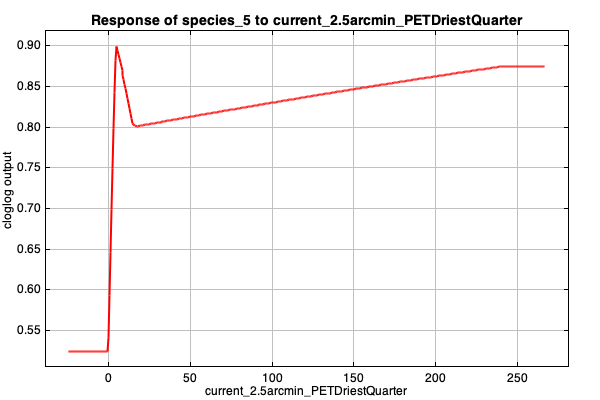 Response of species_5 to current_2.5arcmin_PETDriestQuarter
cloglog output
0.90
0.85
0.80
0.75
0.70
0.65
0.60
0.55
0 50 100 150 200 250
current_2.5arcmin_PETDriestQuarter